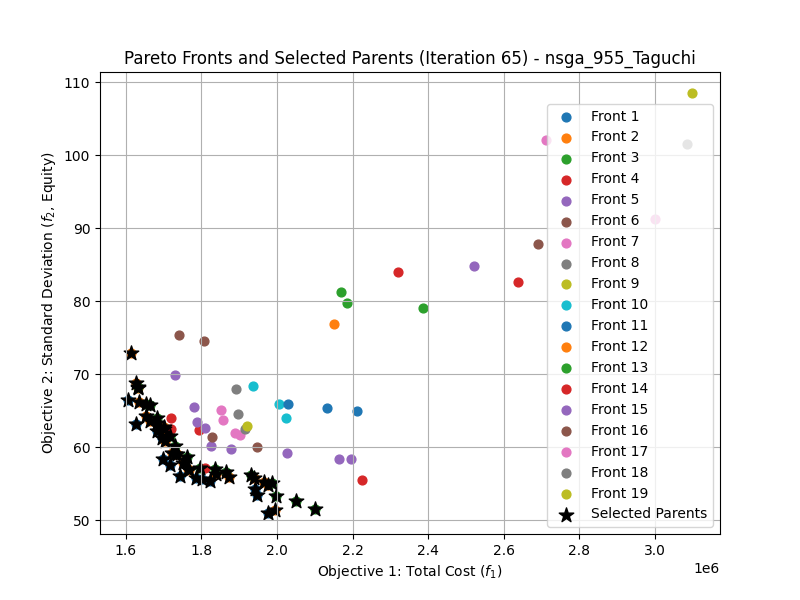 Pareto Fronts and Selected Parents (Iteration 65) - nsga_955_Taguchi
Objective 2: Standard Deviation (f₂, Equity)
110
100
90
80
70
60
50
1.6
1.8
2.0
2.2
2.4
2.6
2.8
3.0
1e6
Objective 1: Total Cost (f₁)
Front 1
Front 2
Front 3
Front 4
Front 5
Front 6
Front 7
Front 8
Front 9
Front 10
Front 11
Front 12
Front 13
Front 14
Front 15
Front 16
Front 17
Front 18
Front 19
Selected Parents